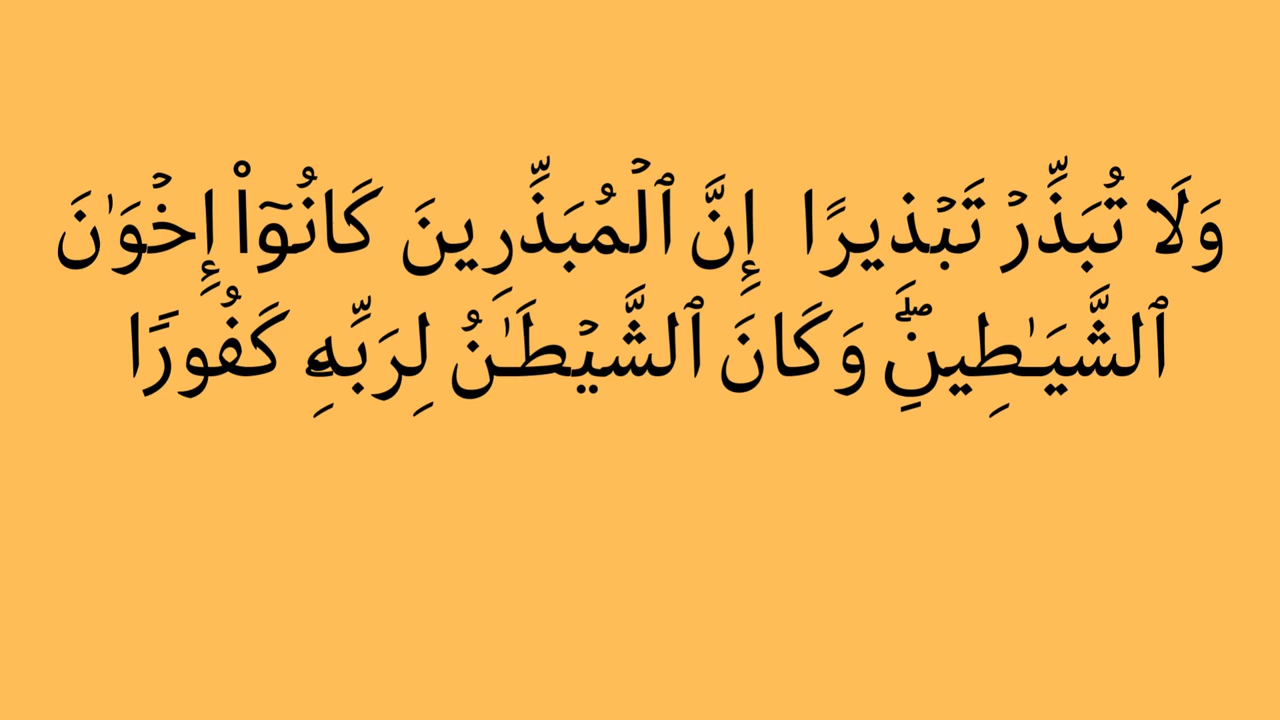 وَلَا تُبَذِّرۡ تَبۡذِيرًا إِنَّ ٱلۡمُبَذِّرِينَ كَانُوٓاْ إِخۡوَٰنَ
ٱلشَّيَـٰطِينِۖ وَكَانَ ٱلشَّيۡطَـٰنُ لِرَبِّهِۦ كَفُورًا